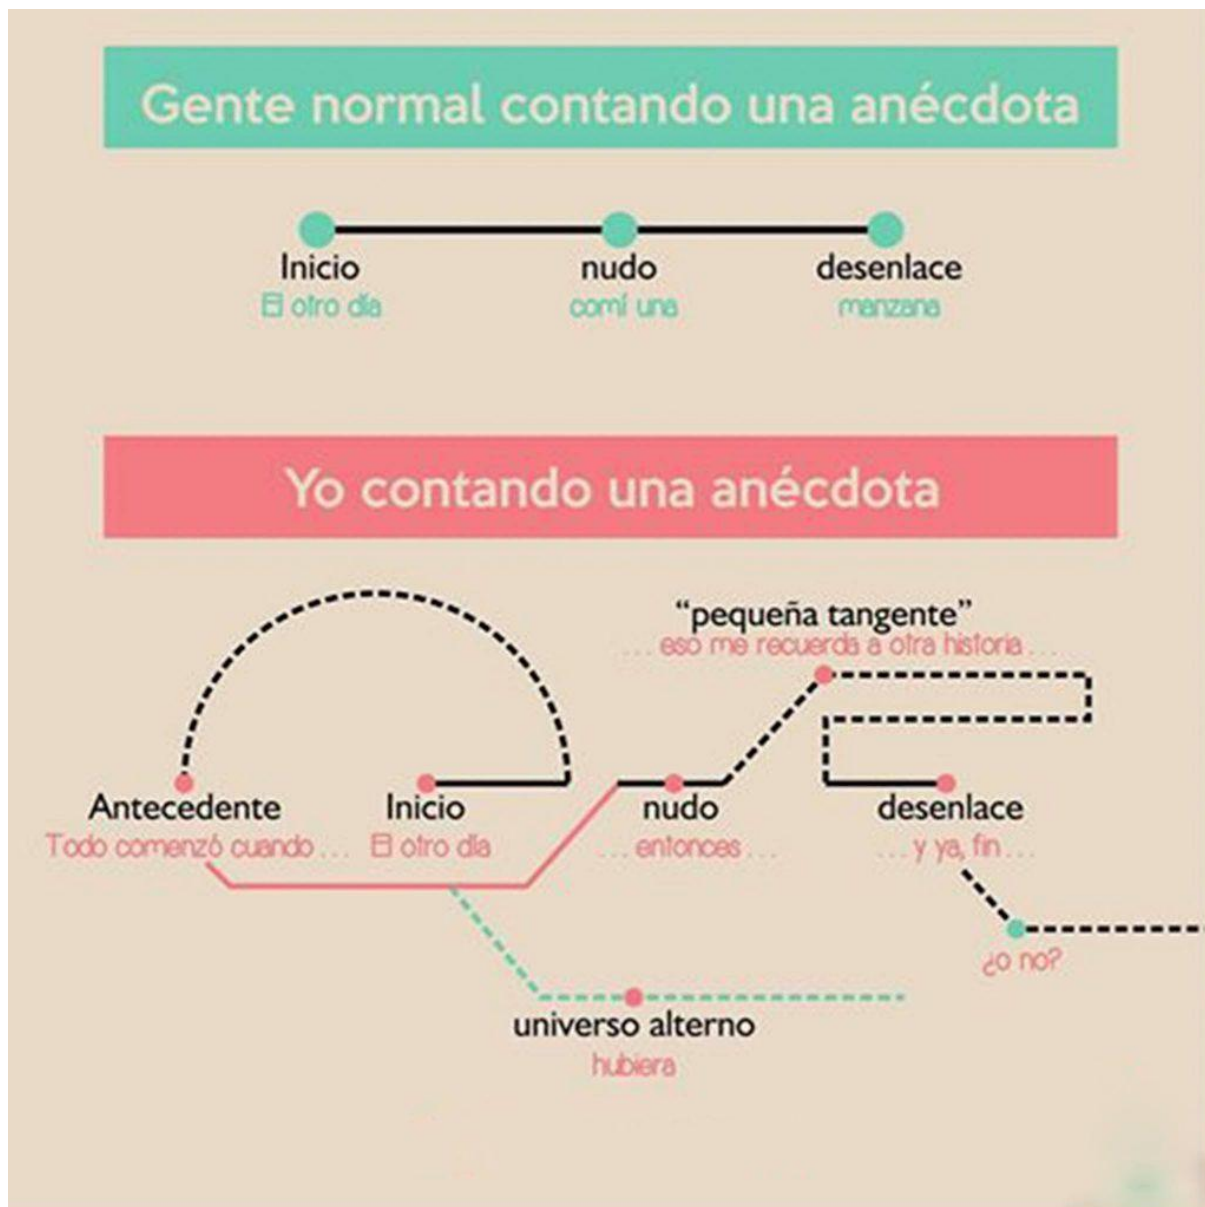 Gente normal contando una anécdota
Inicio nudo desenlace
El otro día comí una manzana
Yo contando una anécdota
“pequeña tangente”
... eso me recuerda a otra historia ...
Antecedente Inicio nudo desenlace
Todo comenzó cuando ... El otro día ... entonces ... ... y ya, fin ...
¿o no?
universo alterno
hubiera